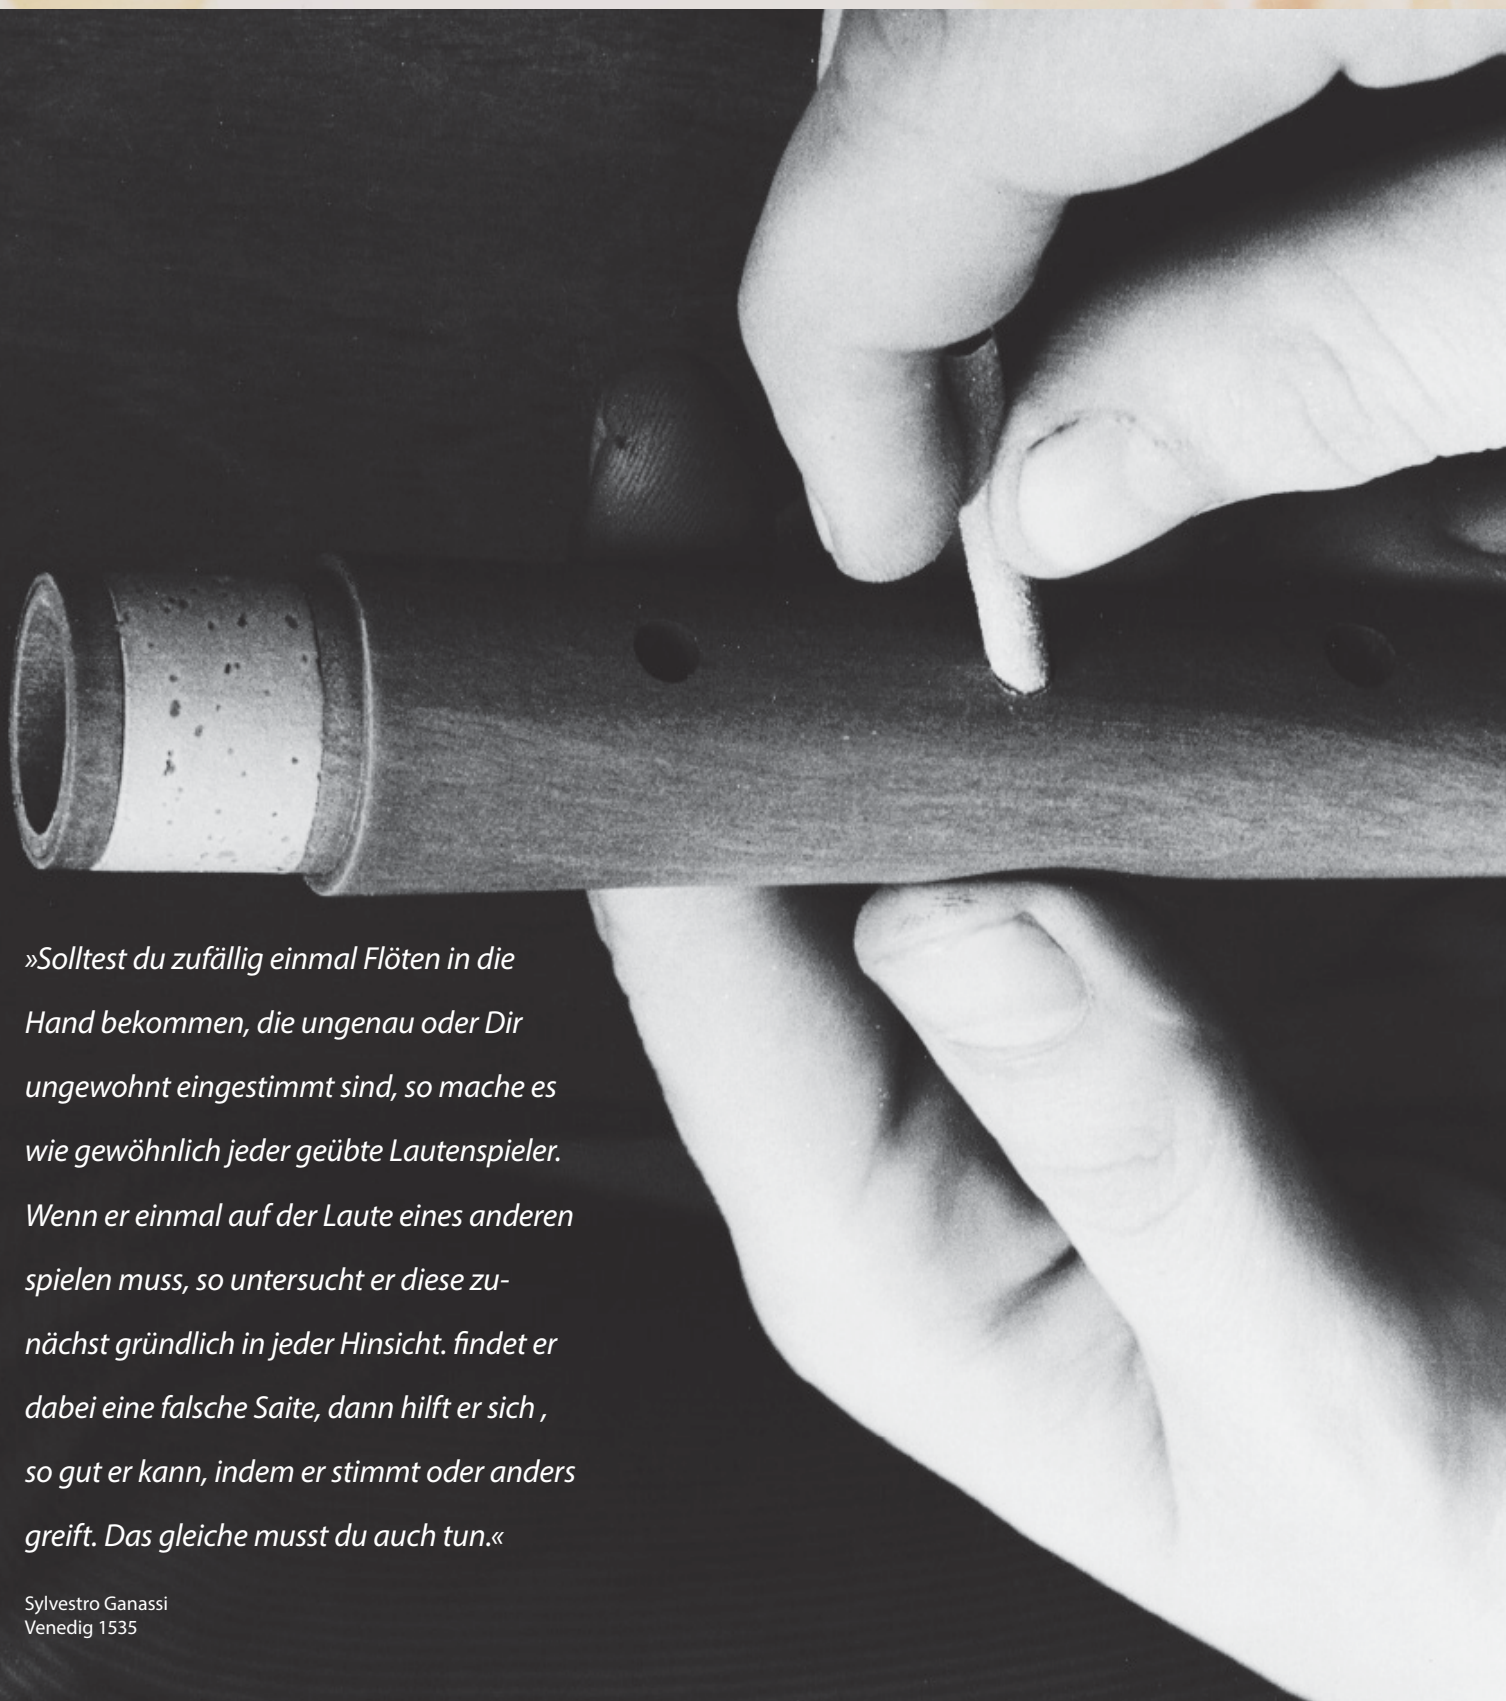 »Solltest du zufällig einmal Flöten in die
Hand bekommen, die ungenau oder Dir
ungewohnt eingestimmt sind, so mache es
wie gewöhnlich jeder geübte Lautenspieler.
Wenn er einmal auf der Laute eines anderen
spielen muss, so untersucht er diese zu-
nächst gründlich in jeder Hinsicht. findet er
dabei eine falsche Saite, dann hilft er sich ,
so gut er kann, indem er stimmt oder anders
greift. Das gleiche musst du auch tun.«
Sylvestro Ganassi
Venedig 1535